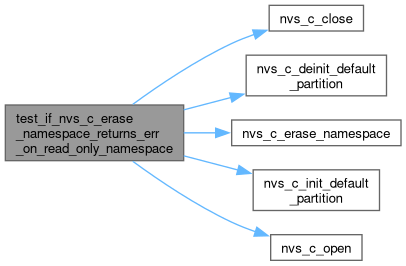 test_if_nvs_c_erase
_namespace_returns_err
_on_read_only_namespace
nvs_c_close
nvs_c_deinit_default
_partition
nvs_c_erase_namespace
nvs_c_init_default
_partition
nvs_c_open